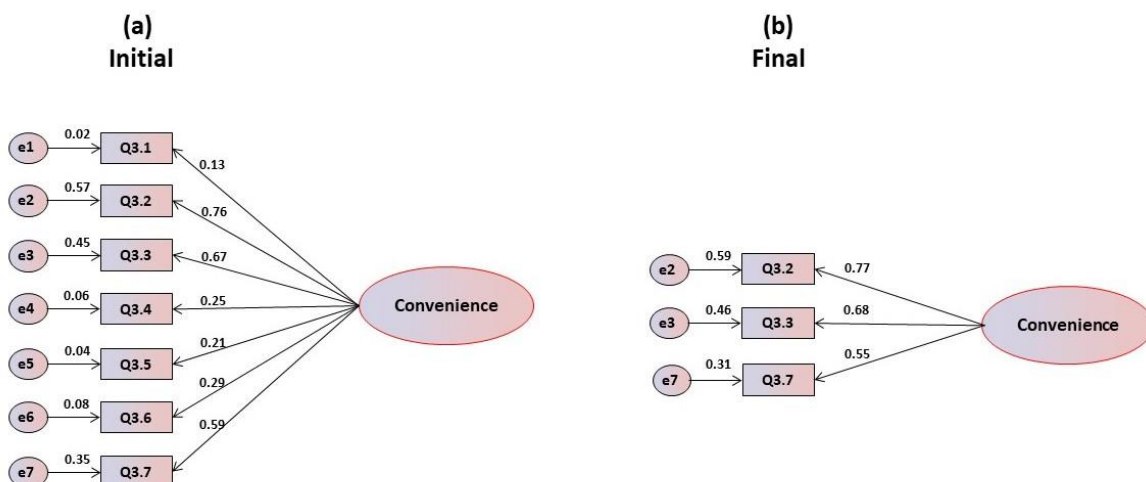 (a)
Initial
e1 0.02 Q3.1
0.13
e2 0.57 Q3.2
0.76
e3 0.45 Q3.3
0.67
e4 0.06 Q3.4
0.25
e5 0.04 Q3.5
0.21
e6 0.08 Q3.6
0.29
e7 0.35 Q3.7
0.59
Convenience
(b)
Final
e2 0.59 Q3.2
0.77
e3 0.46 Q3.3
0.68
e7 0.31 Q3.7
0.55
Convenience